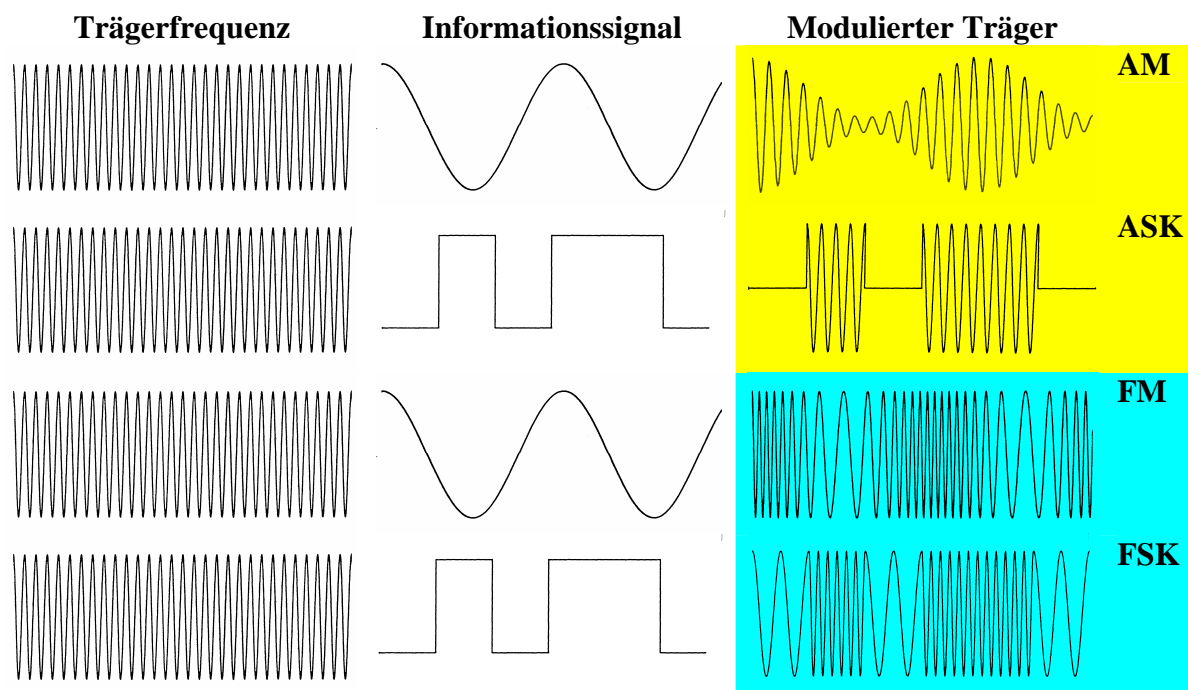 Trägerfrequenz Informationssignal Modulierter Träger
AM
ASK
FM
FSK